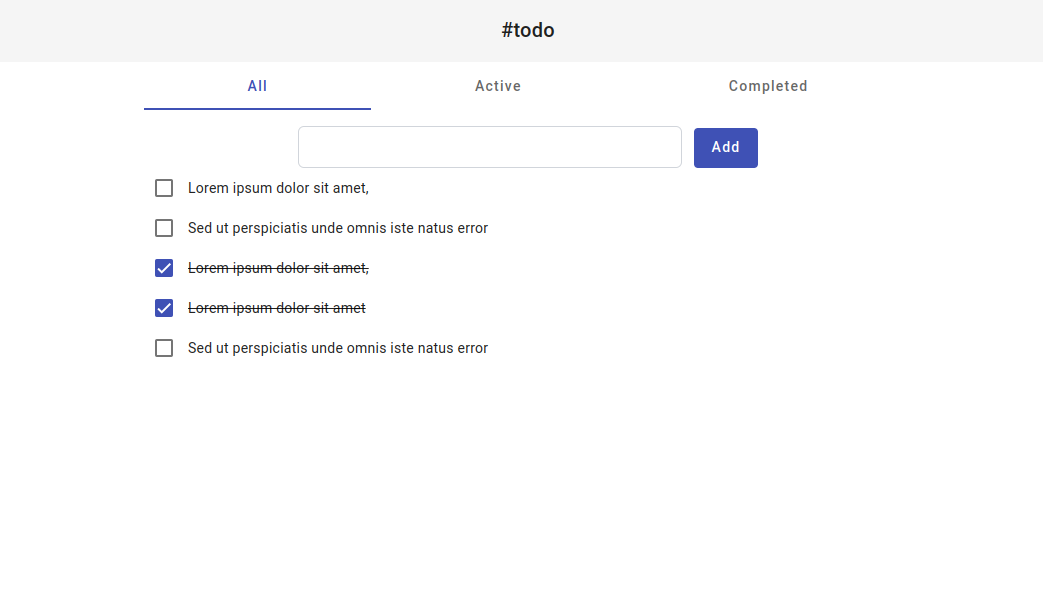 #todo
All Active Completed
Add
Lorem ipsum dolor sit amet,
Sed ut perspiciatis unde omnis iste natus error
Lorem ipsum dolor sit amet,
Lorem ipsum dolor sit amet
Sed ut perspiciatis unde omnis iste natus error